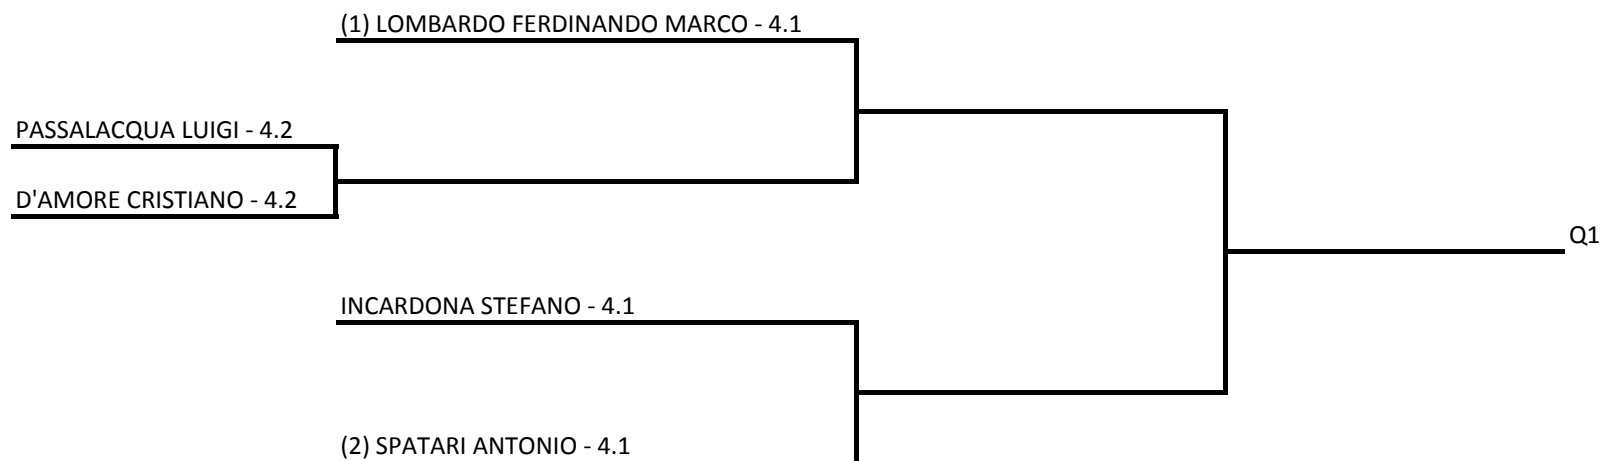 (1) LOMBARDO FERDINANDO MARCO - 4.1
PASSALACQUA LUIGI - 4.2
D'AMORE CRISTIANO - 4.2
Q1
INCARDONA STEFANO - 4.1
(2) SPATARI ANTONIO - 4.1